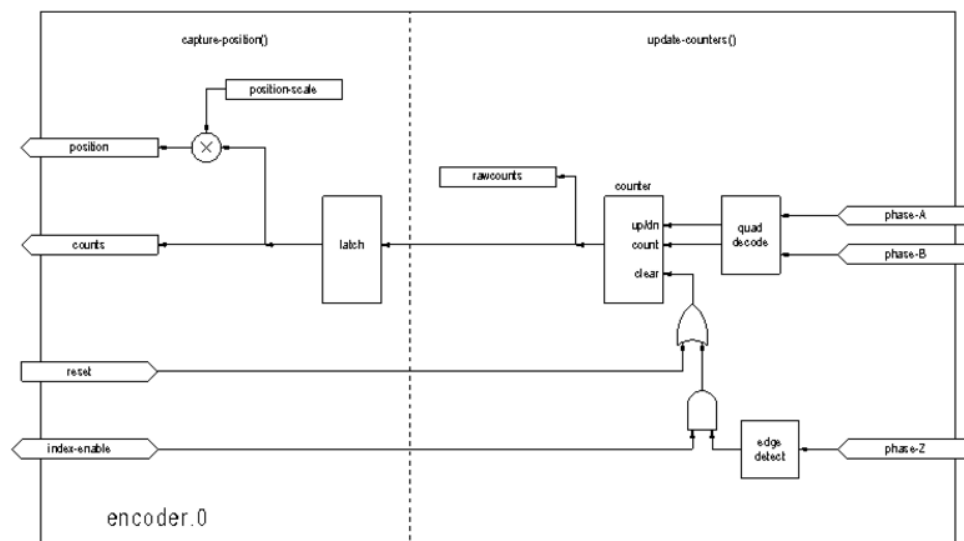 capture-position()
update-counters()
position-scale
position
rawcounts
counter
phase-A
up/dn
quad
decode
counts
latch
count
phase-B
clear
reset
index-enable
edge
detect
phase-Z
encoder.0